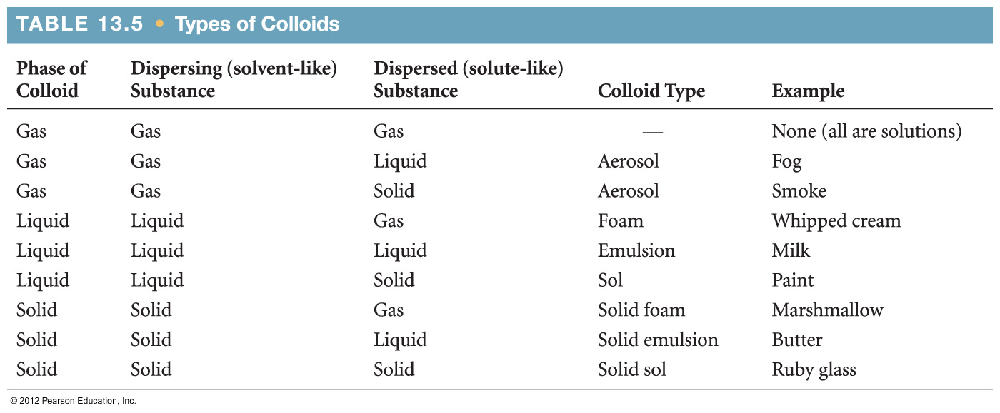 TABLE 13.5 • Types of Colloids
Phase of Colloid Dispersing (solvent-like) Substance Dispersed (solute-like) Substance Colloid Type Example
Gas Gas Gas — None (all are solutions)
Gas Gas Liquid Aerosol Fog
Gas Gas Solid Aerosol Smoke
Liquid Liquid Gas Foam Whipped cream
Liquid Liquid Liquid Emulsion Milk
Liquid Liquid Solid Sol Paint
Solid Solid Gas Solid foam Marshmallow
Solid Solid Liquid Solid emulsion Butter
Solid Solid Solid Solid sol Ruby glass
© 2012 Pearson Education, Inc.